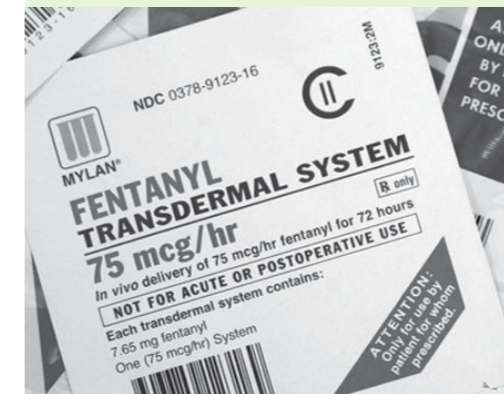 NDC 0378-9123-16
CII
9123:2M
MYLAN®
FENTANYL
TRANSDERMAL SYSTEM
75 mcg/hr
℞ only
In vivo delivery of 75 mcg/hr fentanyl for 72 hours
NOT FOR ACUTE OR POSTOPERATIVE USE
Each transdermal system contains:
7.65 mg fentanyl
One (75 mcg/hr) System
ATTENTION:
Only for use by
patient for whom
prescribed.
BY
FOR